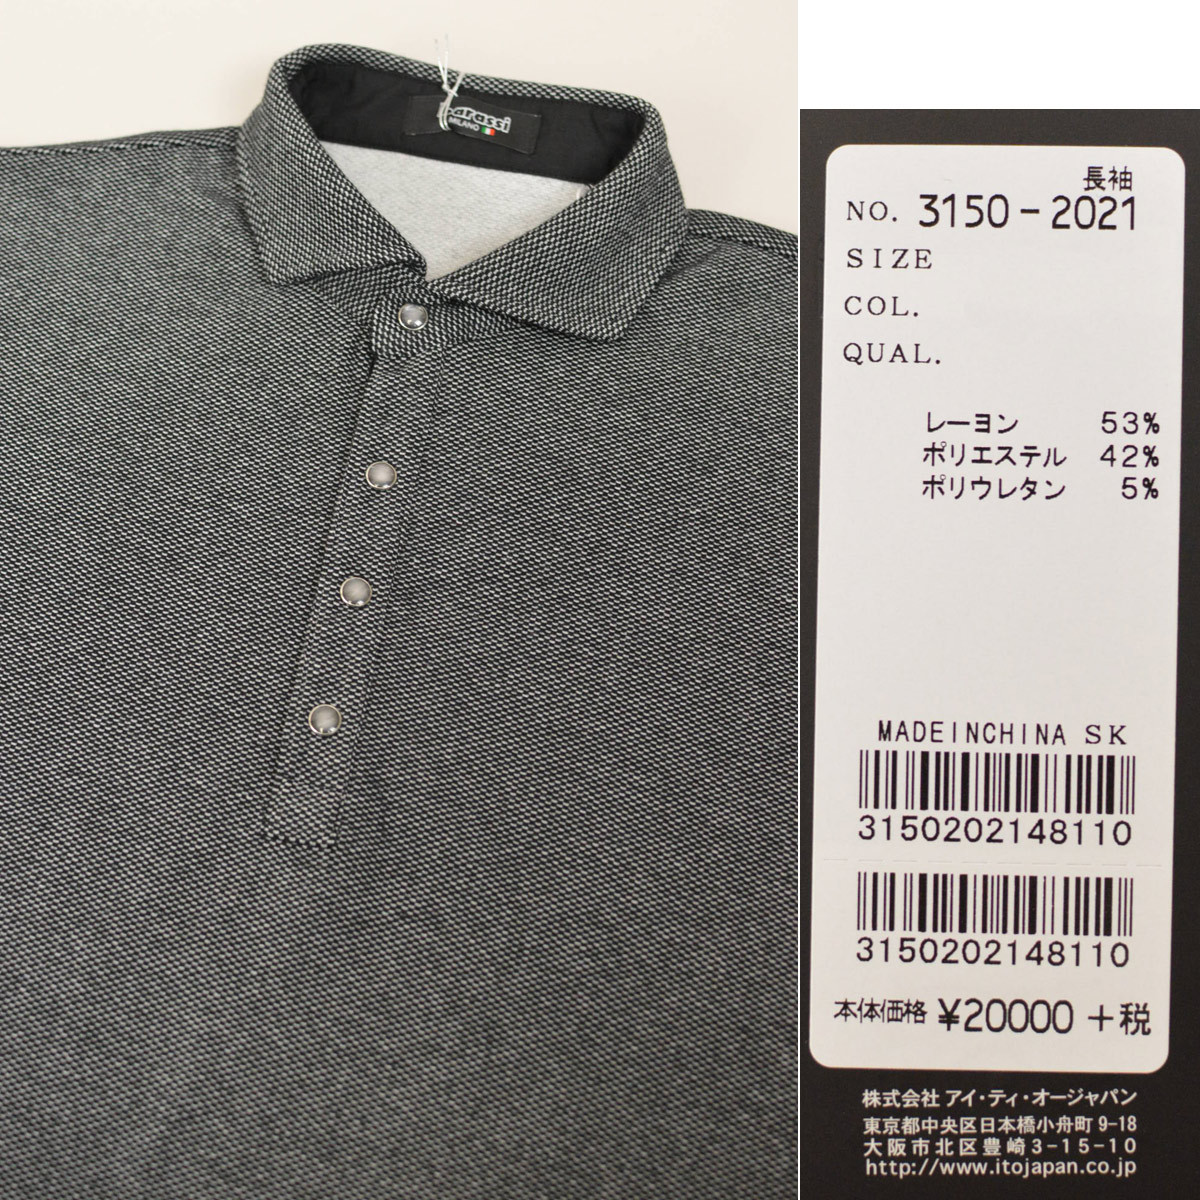 MILANO
長袖
NO. 3150-2021
SIZE
COL.
QUAL.
レーヨン 53%
ポリエステル 42%
ポリウレタン 5%
MADEINCHINA SK
3150202148110
3150202148110
本体価格 ¥20000 +税
株式会社 アイ・ティ・オージャパン
東京都中央区日本橋小舟町9-18
大阪市北区豊崎3-15-10
http://www.itojapan.co.jp